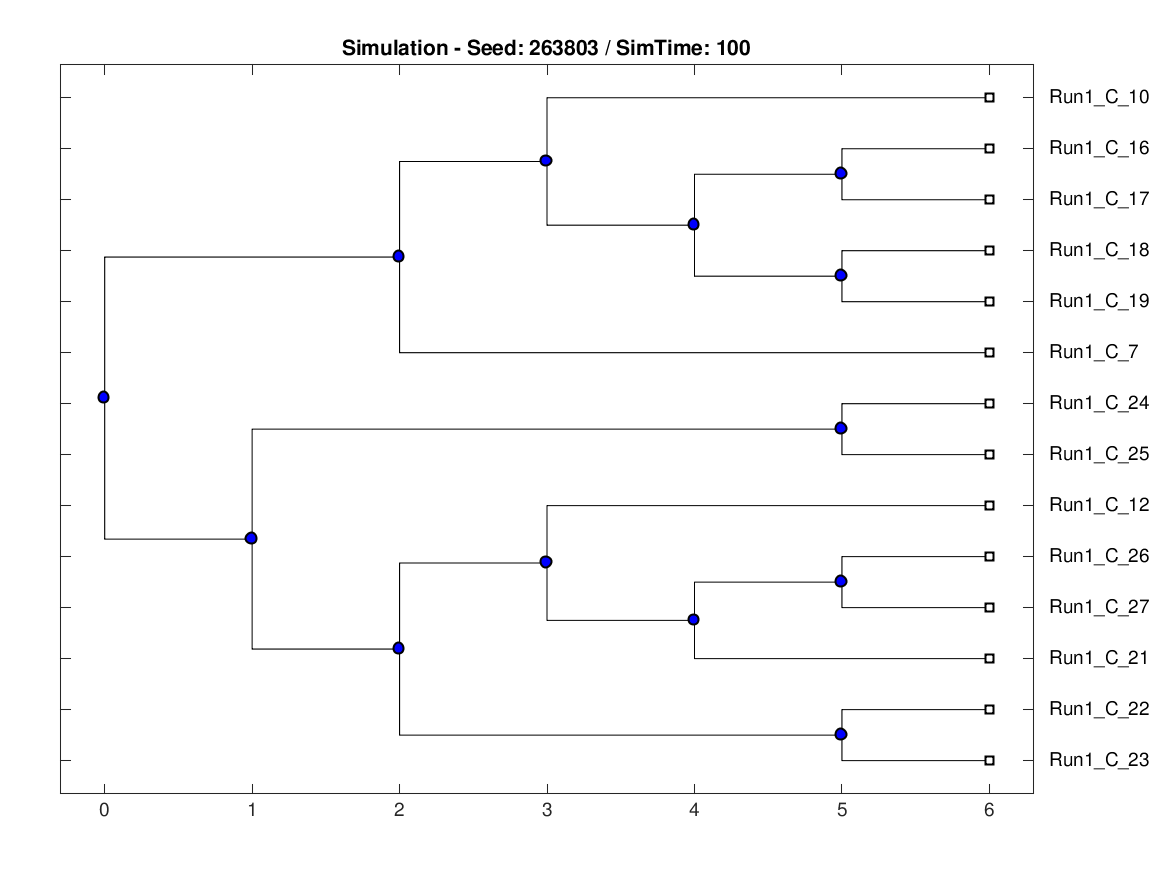 Simulation - Seed: 263803 / SimTime: 100
Run1_C_10
Run1_C_16
Run1_C_17
Run1_C_18
Run1_C_19
Run1_C_7
Run1_C_24
Run1_C_25
Run1_C_12
Run1_C_26
Run1_C_27
Run1_C_21
Run1_C_22
Run1_C_23
0 1 2 3 4 5 6